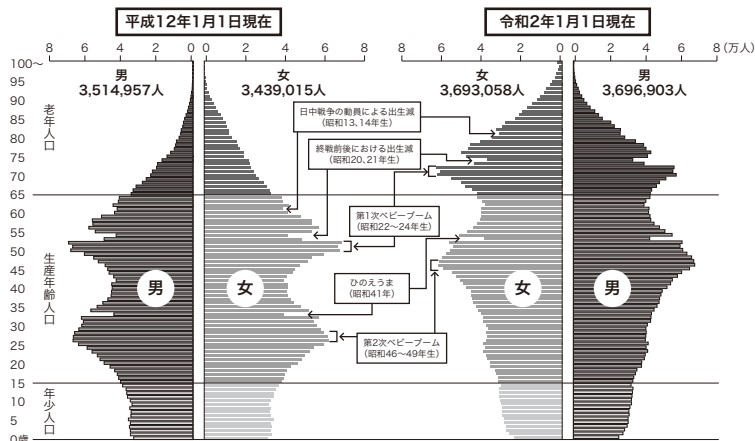 平成12年1月1日現在
令和2年1月1日現在
8 6 4 2 0 0 2 4 6 8 8 6 4 2 0 0 2 4 6 8 (万人)
男
3,514,957人
女
3,439,015人
女
3,693,058人
男
3,696,903人
100〜
95
90
85
80
75
70
65
60
55
50
45
40
35
30
25
20
15
10
5
0歳
老年人口
生産年齢人口
年少人口
日中戦争の動員による出生減
(昭和13、14年生)
終戦前後における出生減
(昭和20、21年生)
第1次ベビーブーム
(昭和22〜24年生)
ひのえうま
(昭和41年)
第2次ベビーブーム
(昭和46〜49年生)
男
女
女
男